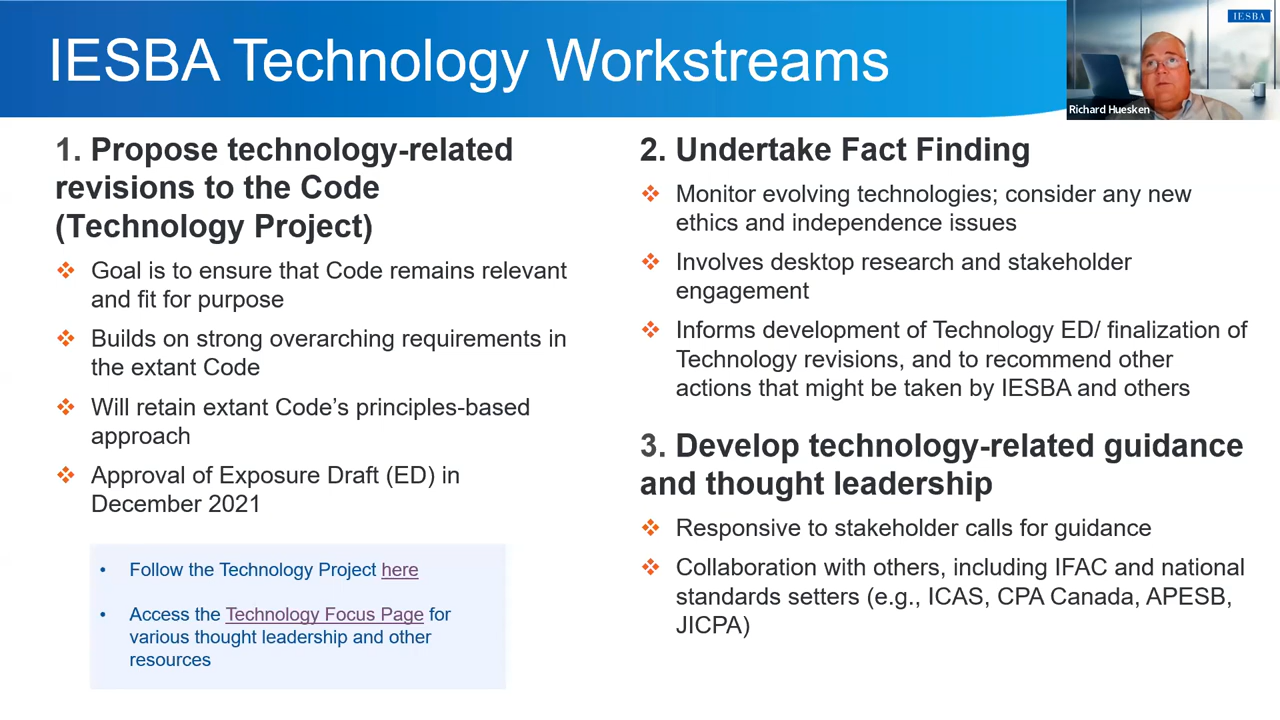 IESBA Technology Workstreams
IESBA
Richard Huesken
1. Propose technology-related
revisions to the Code
(Technology Project)
Goal is to ensure that Code remains relevant
and fit for purpose
Builds on strong overarching requirements in
the extant Code
Will retain extant Code’s principles-based
approach
Approval of Exposure Draft (ED) in
December 2021
• Follow the Technology Project here
• Access the Technology Focus Page for
various thought leadership and other
resources
2. Undertake Fact Finding
Monitor evolving technologies; consider any new
ethics and independence issues
Involves desktop research and stakeholder
engagement
Informs development of Technology ED/ finalization of
Technology revisions, and to recommend other
actions that might be taken by IESBA and others
3. Develop technology-related guidance
and thought leadership
Responsive to stakeholder calls for guidance
Collaboration with others, including IFAC and national
standards setters (e.g., ICAS, CPA Canada, APESB,
JICPA)